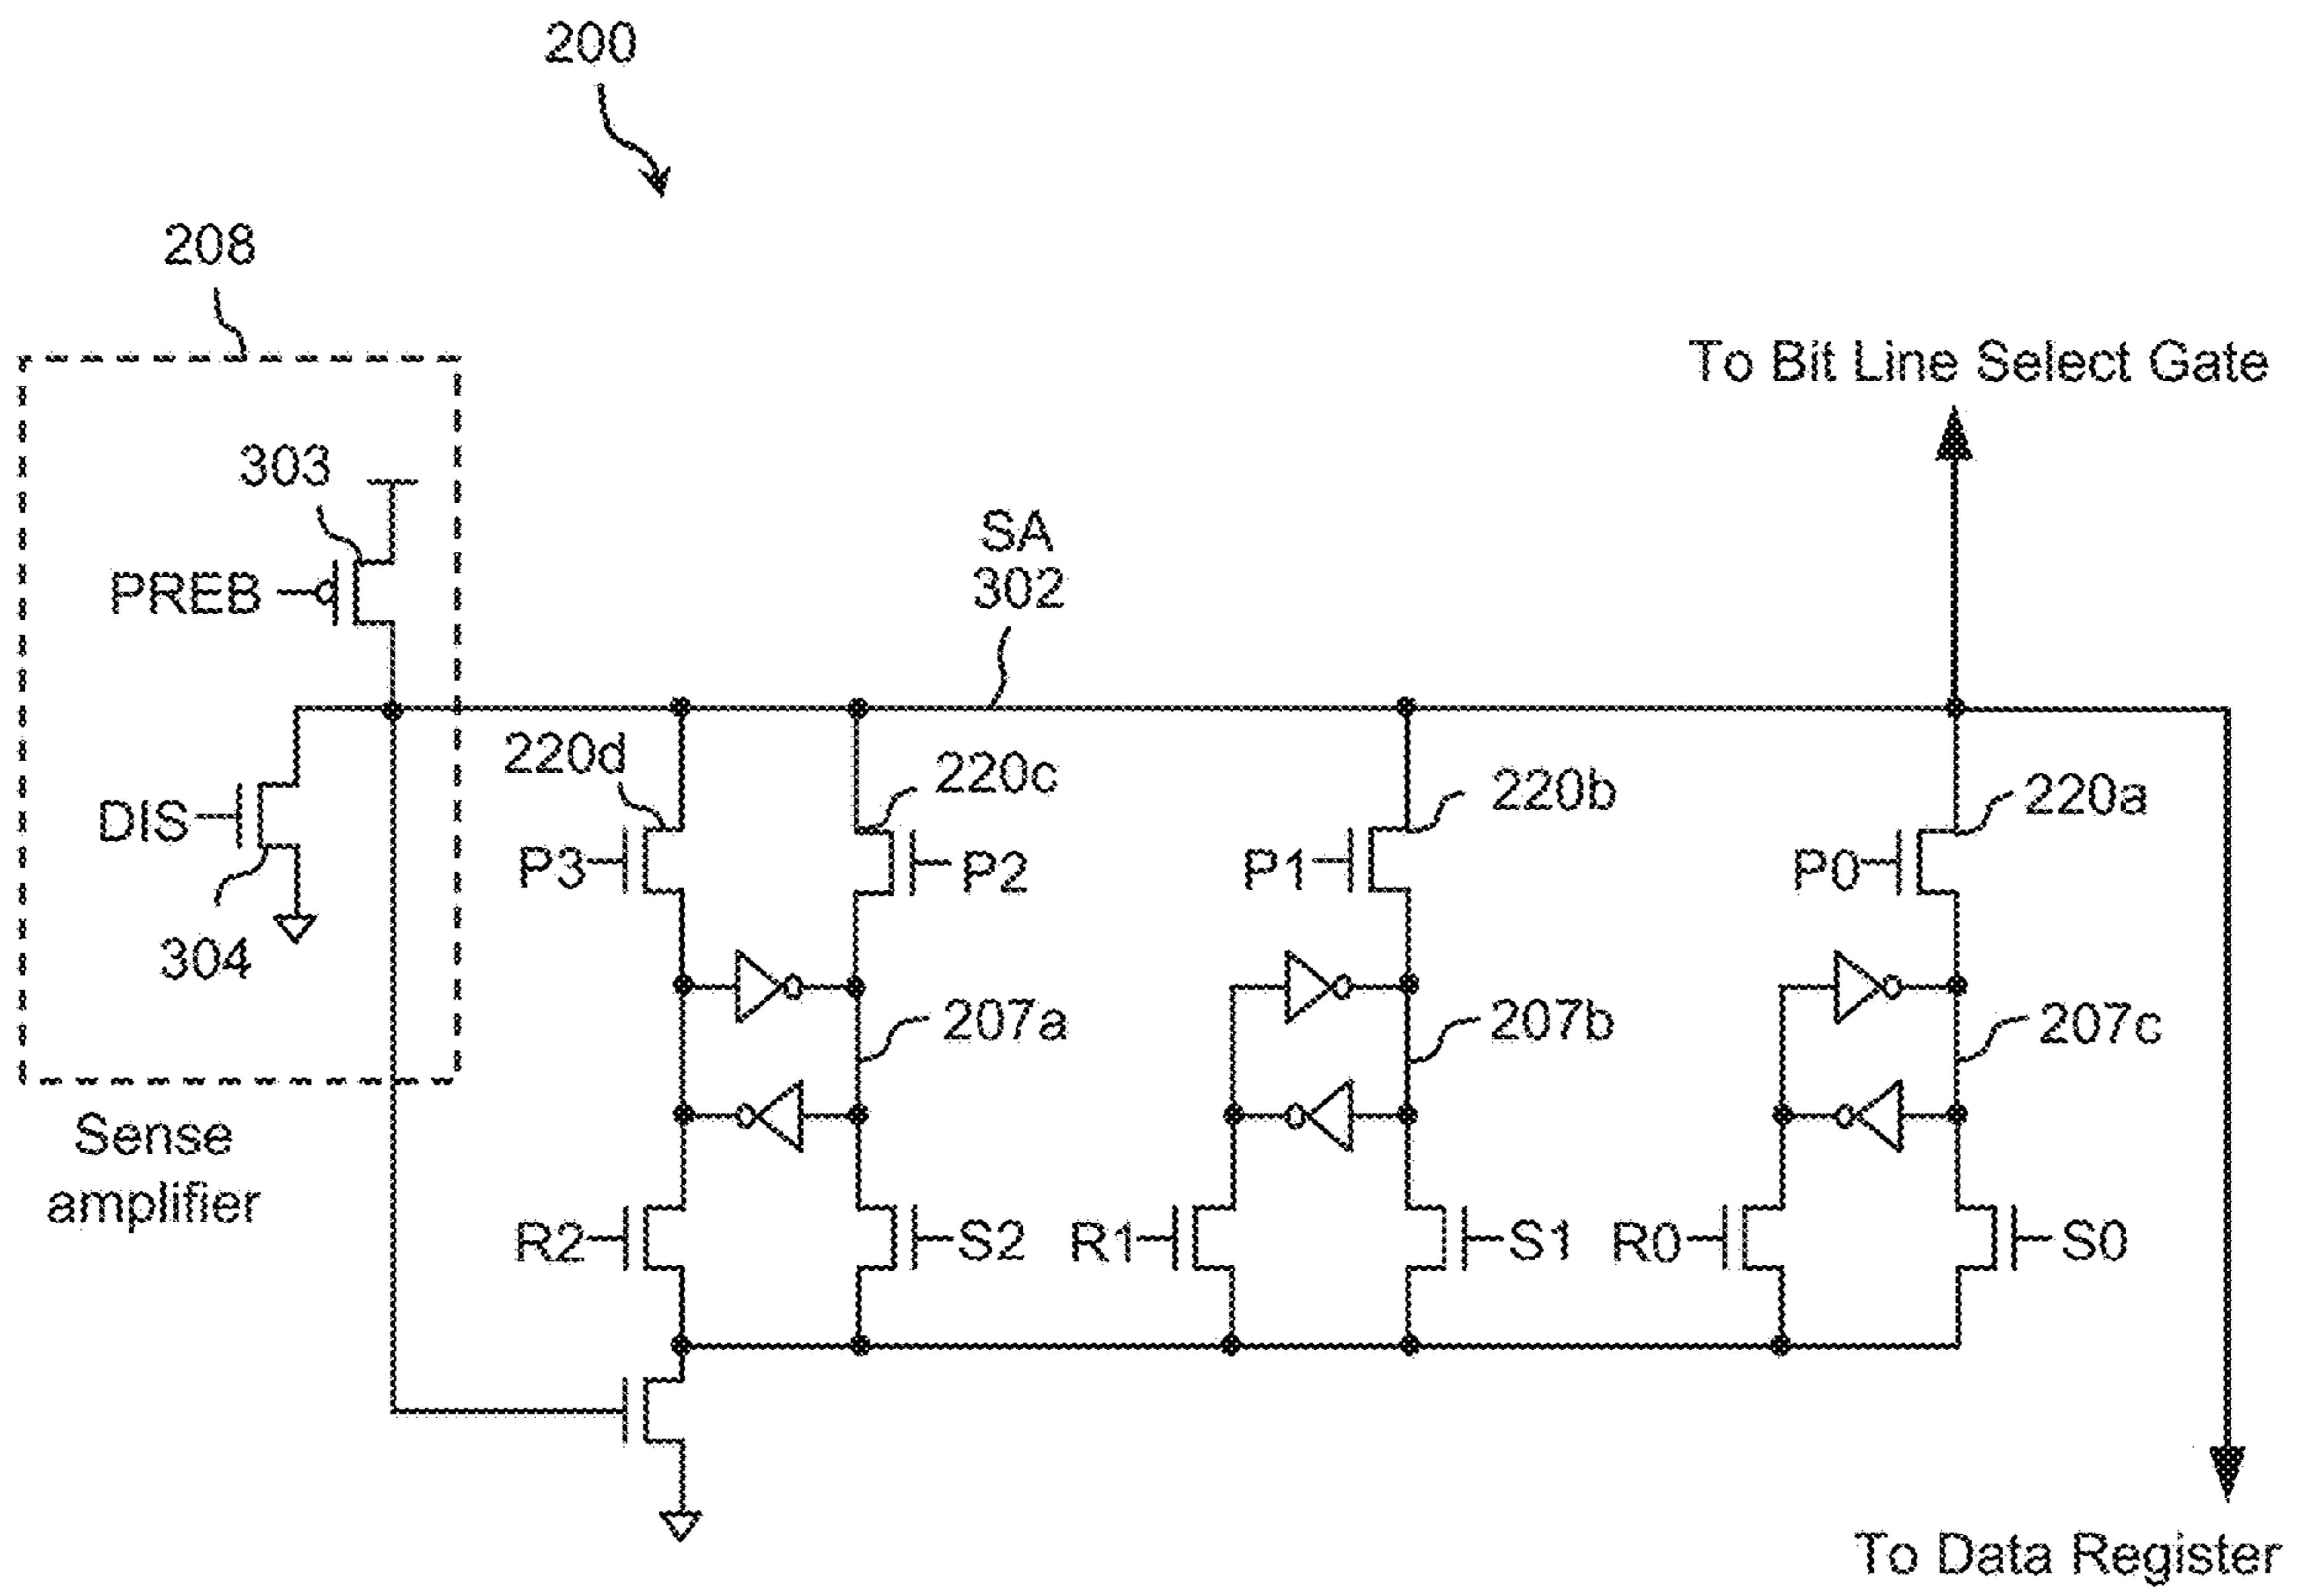 200
208
To Bit Line Select Gate
303
SA
302
PREB
220d
220c
220b
220a
DIS
P3
P2
P1
P0
304
207a
207b
207c
Sense
amplifier
R2
S2
R1
S1
R0
S0
To Data Register